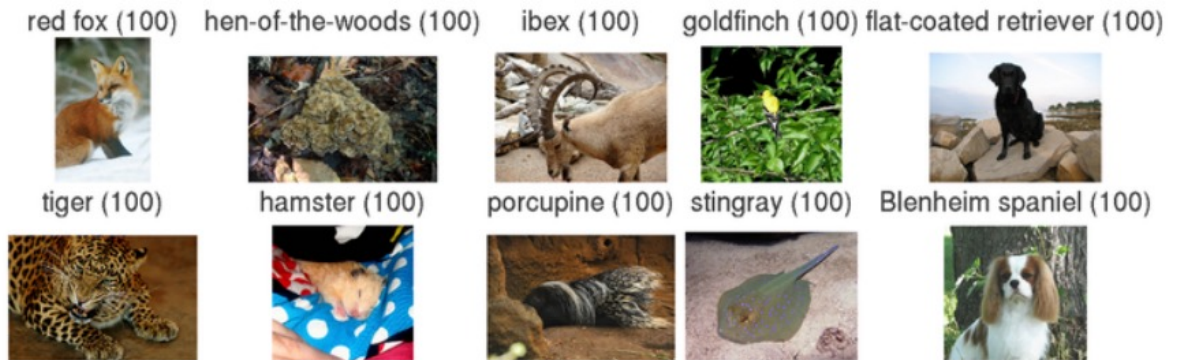 red fox (100) hen-of-the-woods (100) ibex (100) goldfinch (100) flat-coated retriever (100)
tiger (100) hamster (100) porcupine (100) stingray (100) Blenheim spaniel (100)